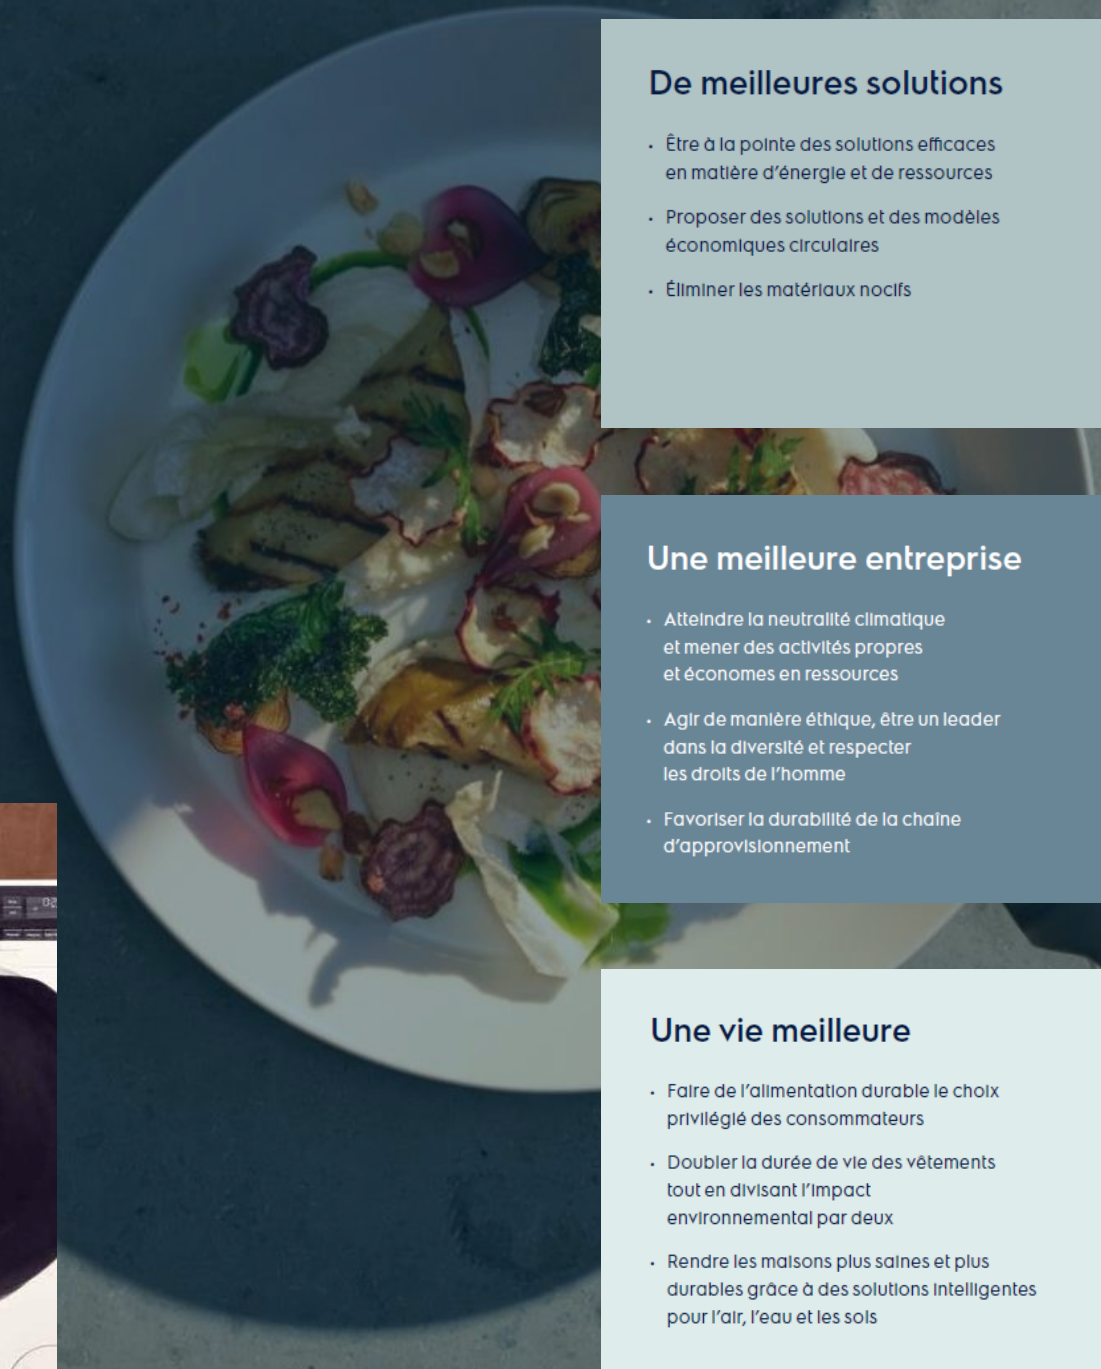 De meilleures solutions
• Être à la pointe des solutions efficaces
en matière d'énergie et de ressources
• Proposer des solutions et des modèles
économiques circulaires
• Éliminer les matériaux nocifs
Une meilleure entreprise
• Atteindre la neutralité climatique
et mener des activités propres
et économes en ressources
• Agir de manière éthique, être un leader
dans la diversité et respecter
les droits de l'homme
• Favoriser la durabilité de la chaîne
d'approvisionnement
Une vie meilleure
• Faire de l'alimentation durable le choix
privilégié des consommateurs
• Doubler la durée de vie des vêtements
tout en divisant l'impact
environnemental par deux
• Rendre les maisons plus saines et plus
durables grâce à des solutions intelligentes
pour l'air, l'eau et les sols